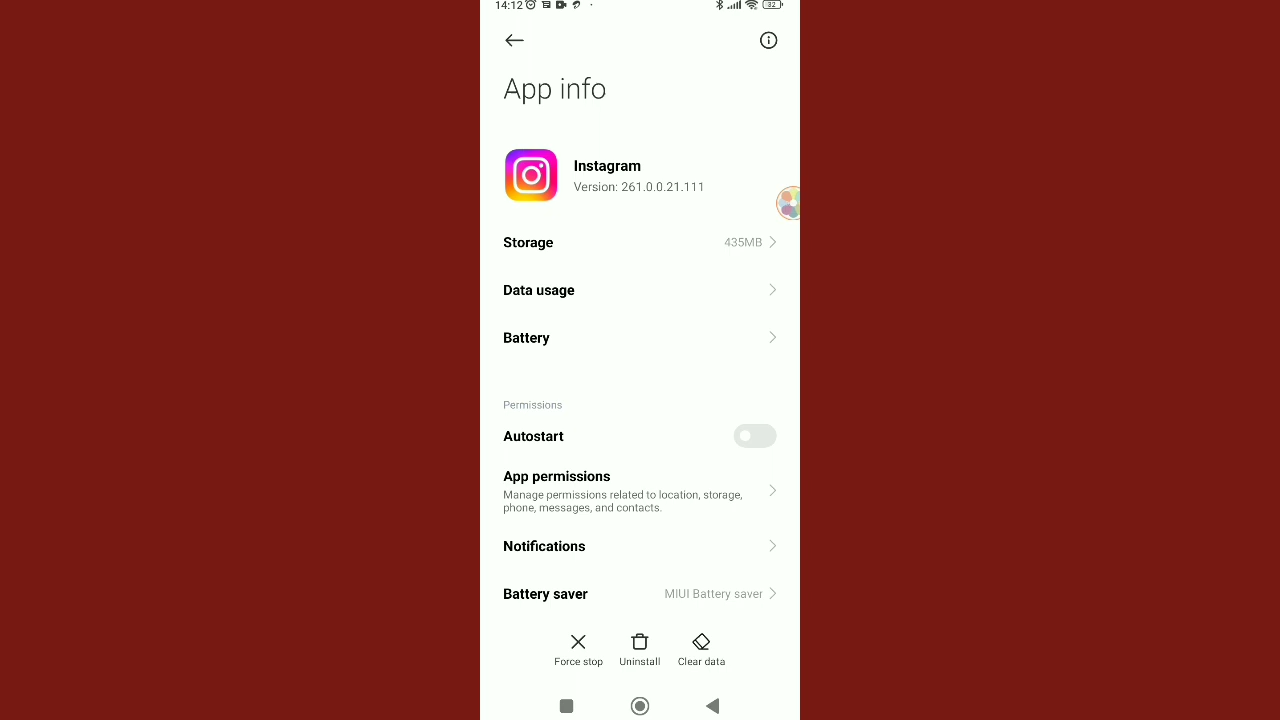 14:12
32
App info
Instagram
Version: 261.0.0.21.111
Storage 435MB
Data usage
Battery
Permissions
Autostart
App permissions
Manage permissions related to location, storage,
phone, messages, and contacts.
Notifications
Battery saver MIUI Battery saver
Force stop Uninstall Clear data